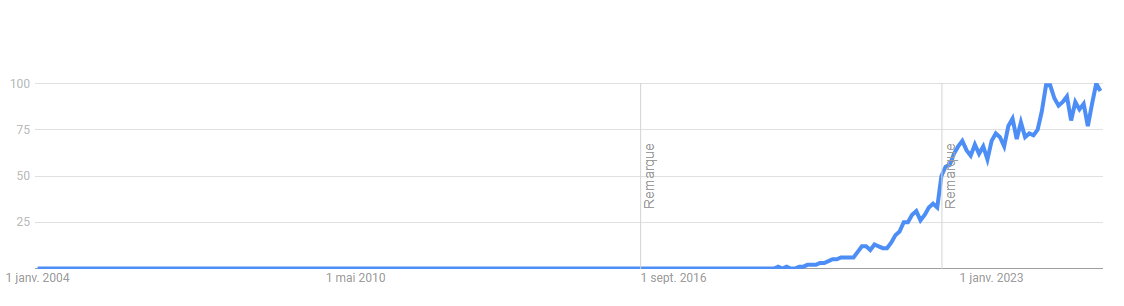 100
75
50
25
Remarque
Remarque
1 janv. 2004
1 mai 2010
1 sept. 2016
1 janv. 2023